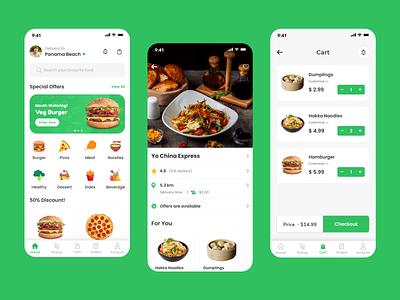 9:41
Delivery to
Panama Beach
Search your favourite food
Special Offers
View All
Mouth Watering!
Veg Burger
Order Now
Burger
Pizza
Meat
Noodles
Healthy
Dessert
Sides
Beverage
50% Discount!
Home
Pickup
Cart
Orders
Account
9:41
Yo China Express
4.8
5.3 km
Delivery Now
$1.00
Offers are available
For You
Hakka Noodles
Dumplings
9:41
Cart
Dumplings
Customize
$ 2.99
- 1 +
Hakka Noodles
Customize
$ 4.99
- 2 +
Hamburger
Customize
$ 5.99
- 1 +
Price - $14.99
Checkout
Home
Pickup
Cart
Orders
Account